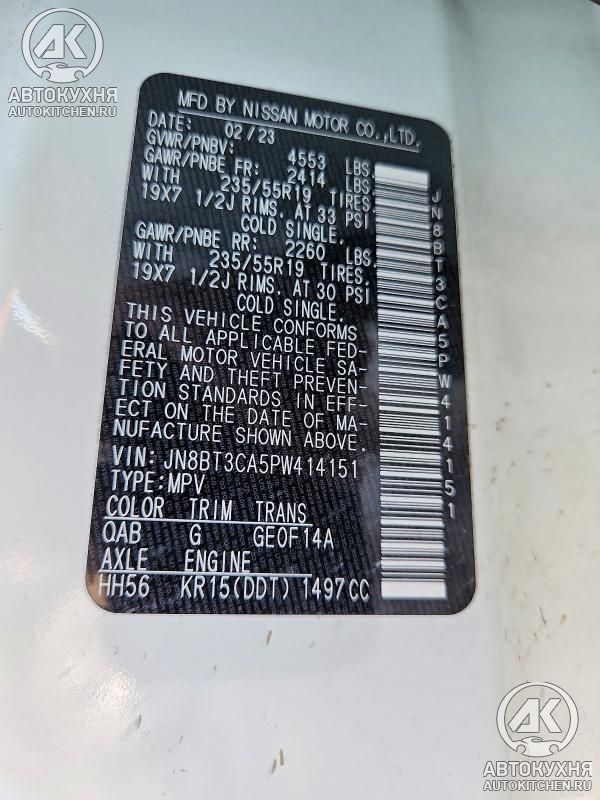 АК
АВТОКУХНЯ
AUTOKITCHEN.RU
MFD BY NISSAN MOTOR CO.,LTD.
DATE: 02/23
GVWR/PNBV: 4553 LBS
GAWR/PNBE FR: 2414 LBS.
WITH 235/55R19 TIRES.
19X7 1/2J RIMS. AT 33 PSI
COLD SINGLE.
GAWR/PNBE RR: 2260 LBS
WITH 235/55R19 TIRES.
19X7 1/2J RIMS. AT 30 PSI
COLD SINGLE.
THIS VEHICLE CONFORMS
TO ALL APPLICABLE FED-
ERAL MOTOR VEHICLE SA-
FETY AND THEFT PREVEN-
TION STANDARDS IN EFF-
ECT ON THE DATE OF MA-
NUFACTURE SHOWN ABOVE.
VIN: JN8BT3CA5PW414151
TYPE: MPV
COLOR TRIM TRANS
QAB G GE0F14A
AXLE ENGINE
HH56 KR15(DDT) 1497CC
JN8BT3CA5PW414151
АК
АВТОКУХНЯ
AUTOKITCHEN.RU